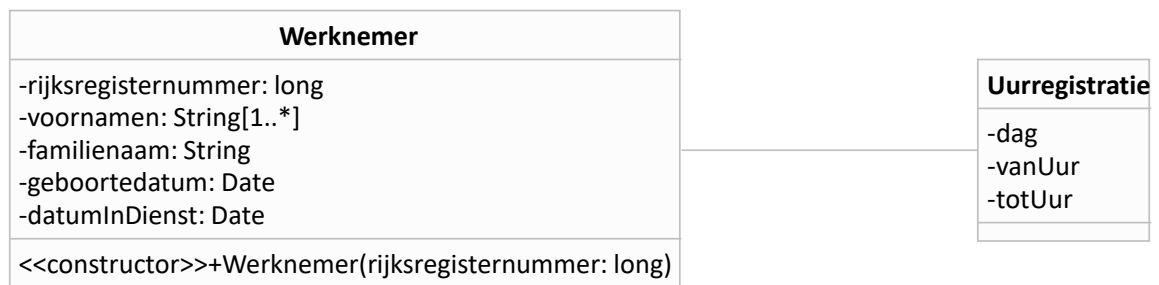 Werknemer
-rijksregisternummer: long
-voornamen: String[1..*]
-familienaam: String
-geboortedatum: Date
-datumInDienst: Date
<<constructor>>+Werknemer(rijksregisternummer: long)
Uurregistratie
-dag
-vanUur
-totUur